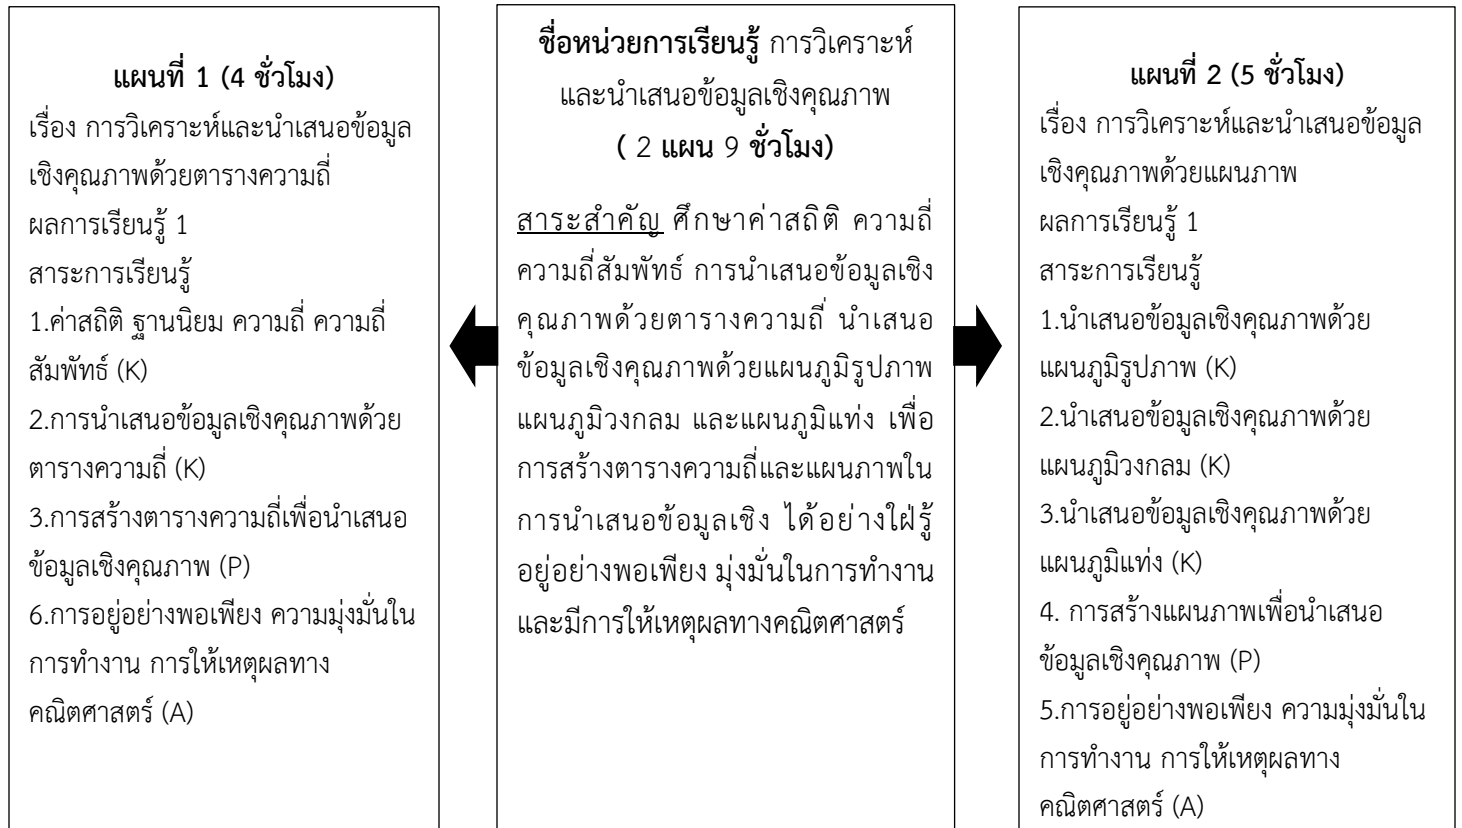 แผนที่ 1 (4 ชั่วโมง)
เรื่อง การวิเคราะห์และนำเสนอข้อมูล
เชิงคุณภาพด้วยตารางความถี่
ผลการเรียนรู้ 1
สาระการเรียนรู้
1.ค่าสถิติ ฐานนิยม ความถี่ ความถี่
สัมพัทธ์ (K)
2.การนำเสนอข้อมูลเชิงคุณภาพด้วย
ตารางความถี่ (K)
3.การสร้างตารางความถี่เพื่อนำเสนอ
ข้อมูลเชิงคุณภาพ (P)
6.การอยู่อย่างพอเพียง ความมุ่งมั่นใน
การทำงาน การให้เหตุผลทาง
คณิตศาสตร์ (A)
ชื่อหน่วยการเรียนรู้ การวิเคราะห์
และนำเสนอข้อมูลเชิงคุณภาพ
( 2 แผน 9 ชั่วโมง)
สาระสำคัญ ศึกษาค่าสถิติ ความถี่
ความถี่สัมพัทธ์ การนำเสนอข้อมูลเชิง
คุณภาพด้วยตารางความถี่ นำเสนอ
ข้อมูลเชิงคุณภาพด้วยแผนภูมิรูปภาพ
แผนภูมิวงกลม และแผนภูมิแท่ง เพื่อ
การสร้างตารางความถี่และแผนภาพใน
การนำเสนอข้อมูลเชิง ได้อย่างใฝ่รู้
อยู่อย่างพอเพียง มุ่งมั่นในการทำงาน
และมีการให้เหตุผลทางคณิตศาสตร์
แผนที่ 2 (5 ชั่วโมง)
เรื่อง การวิเคราะห์และนำเสนอข้อมูล
เชิงคุณภาพด้วยแผนภาพ
ผลการเรียนรู้ 1
สาระการเรียนรู้
1.นำเสนอข้อมูลเชิงคุณภาพด้วย
แผนภูมิรูปภาพ (K)
2.นำเสนอข้อมูลเชิงคุณภาพด้วย
แผนภูมิวงกลม (K)
3.นำเสนอข้อมูลเชิงคุณภาพด้วย
แผนภูมิแท่ง (K)
4. การสร้างแผนภาพเพื่อนำเสนอ
ข้อมูลเชิงคุณภาพ (P)
5.การอยู่อย่างพอเพียง ความมุ่งมั่นใน
การทำงาน การให้เหตุผลทาง
คณิตศาสตร์ (A)